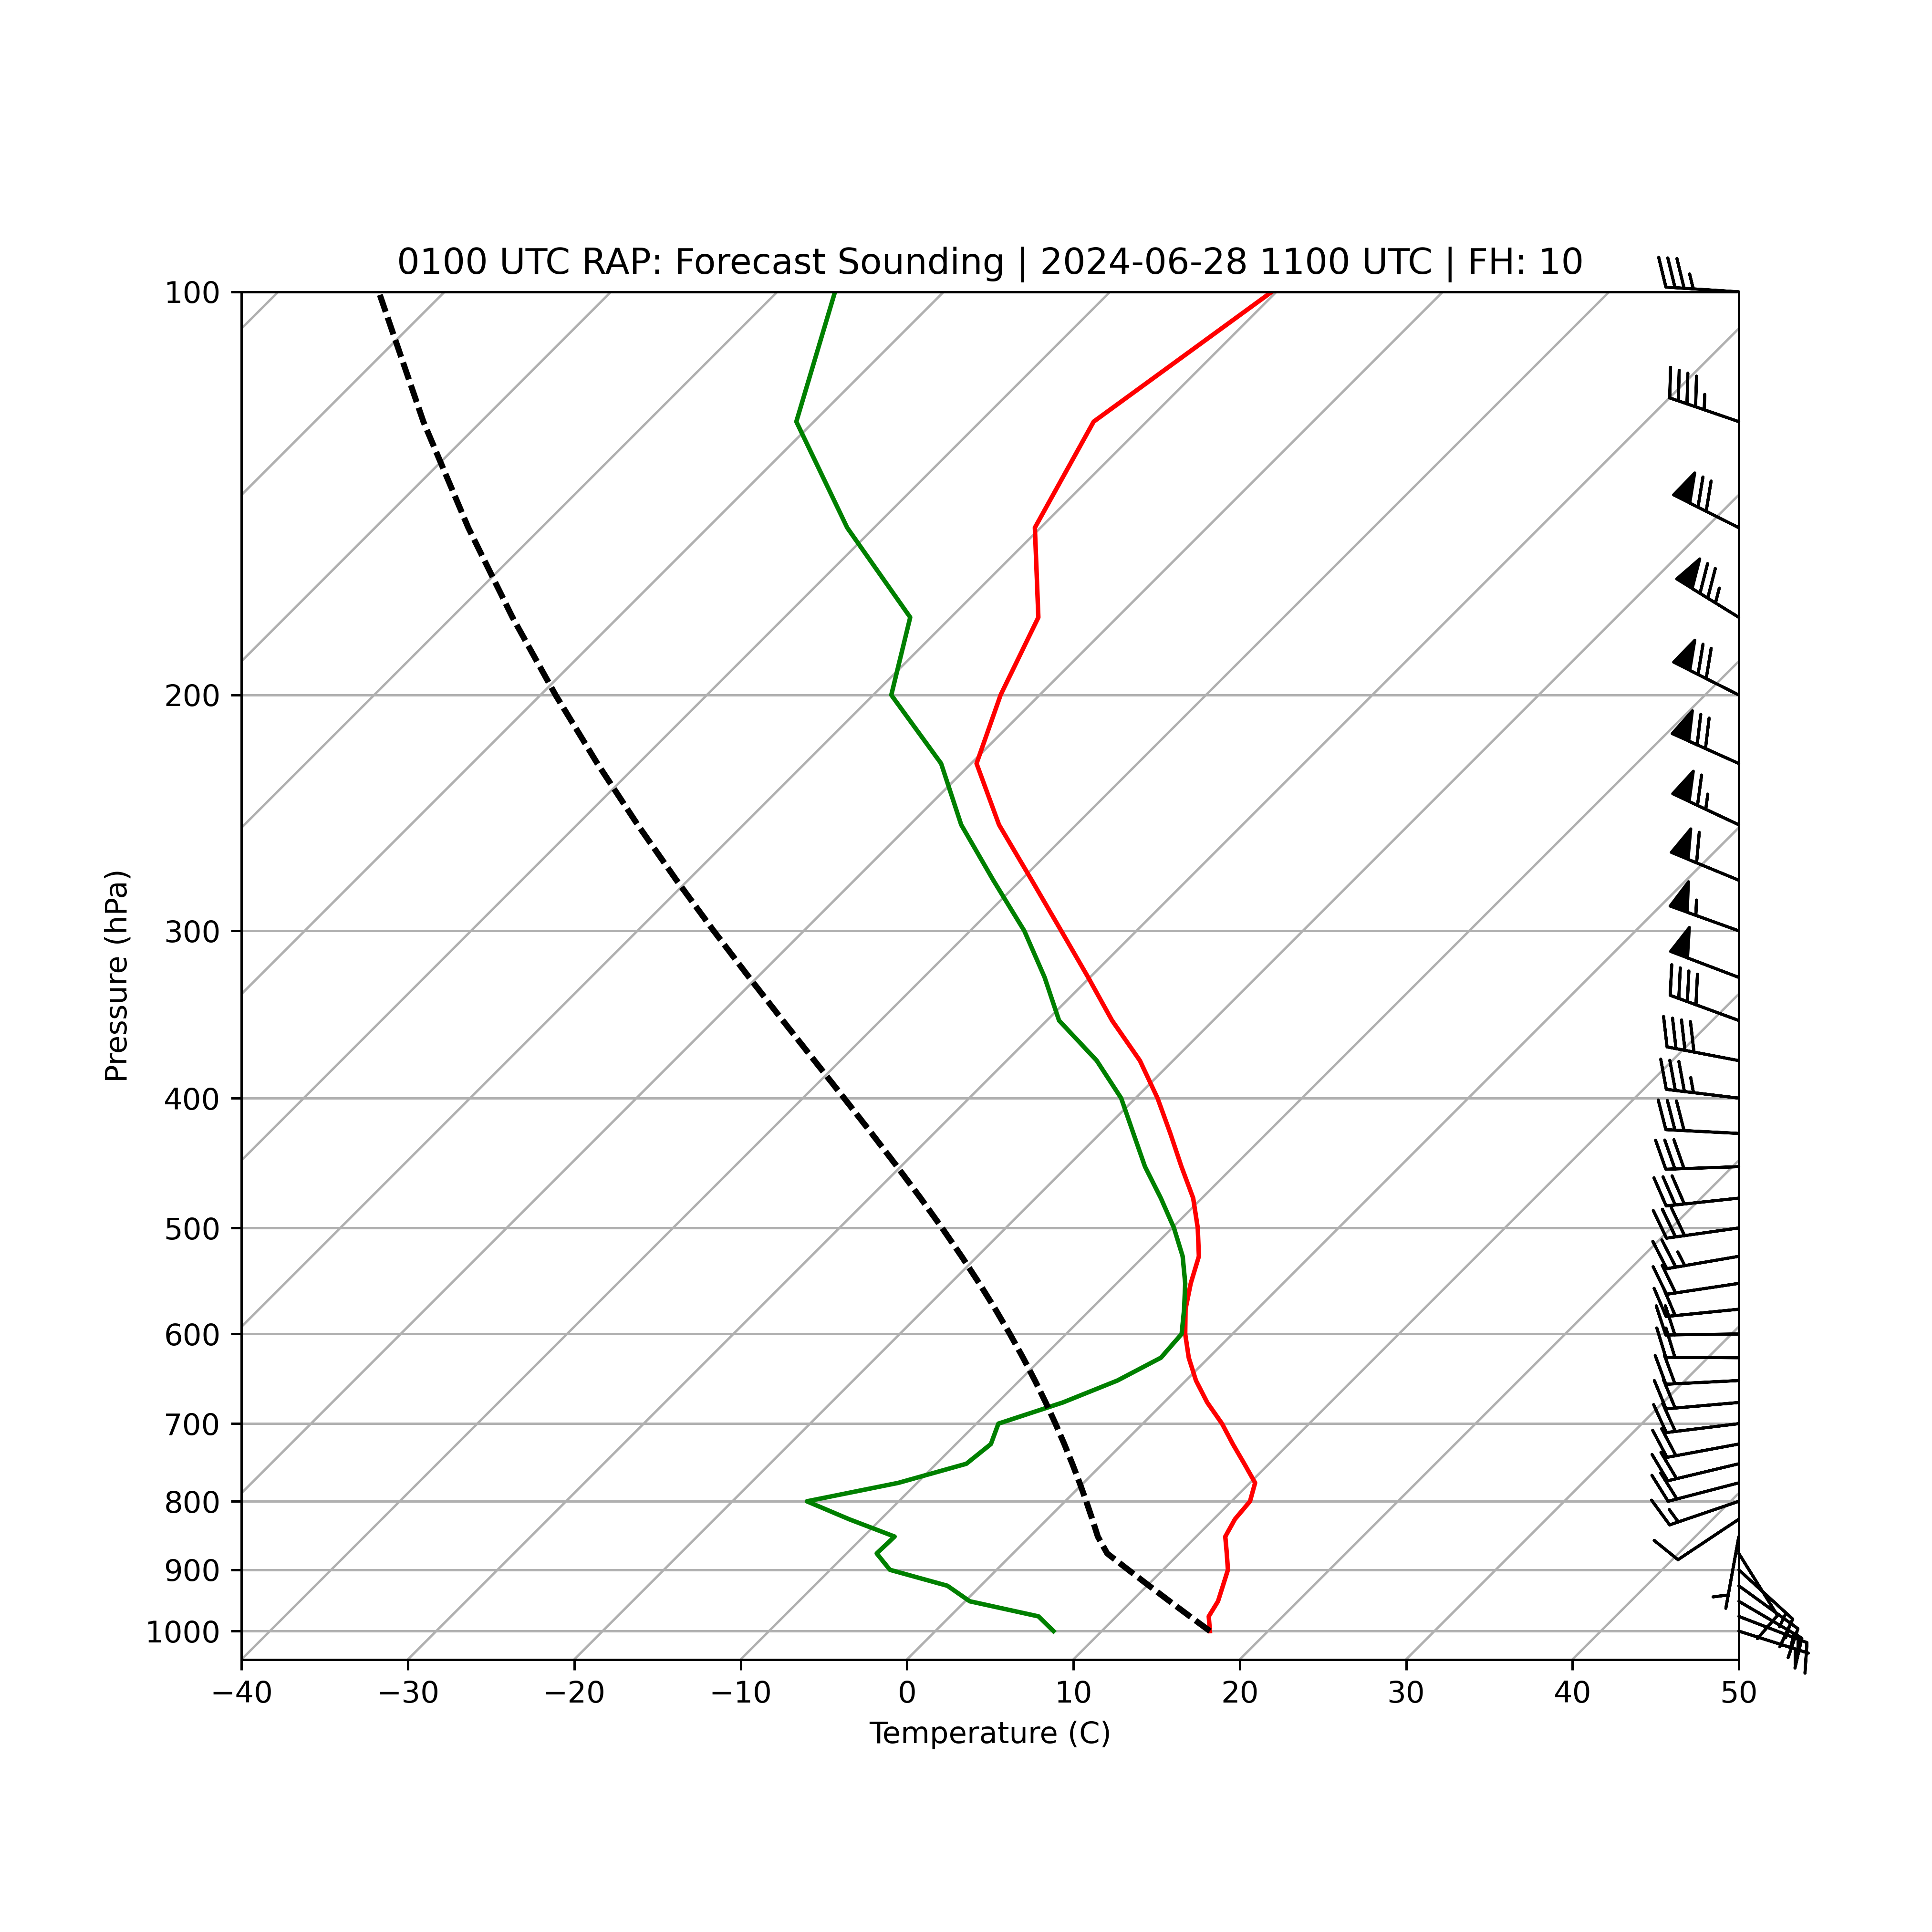 0100 UTC RAP: Forecast Sounding | 2024-06-28 1100 UTC | FH: 10
100
200
300
400
500
600
700
800
900
1000
Pressure (hPa)
−40 −30 −20 −10 0 10 20 30 40 50
Temperature (C)